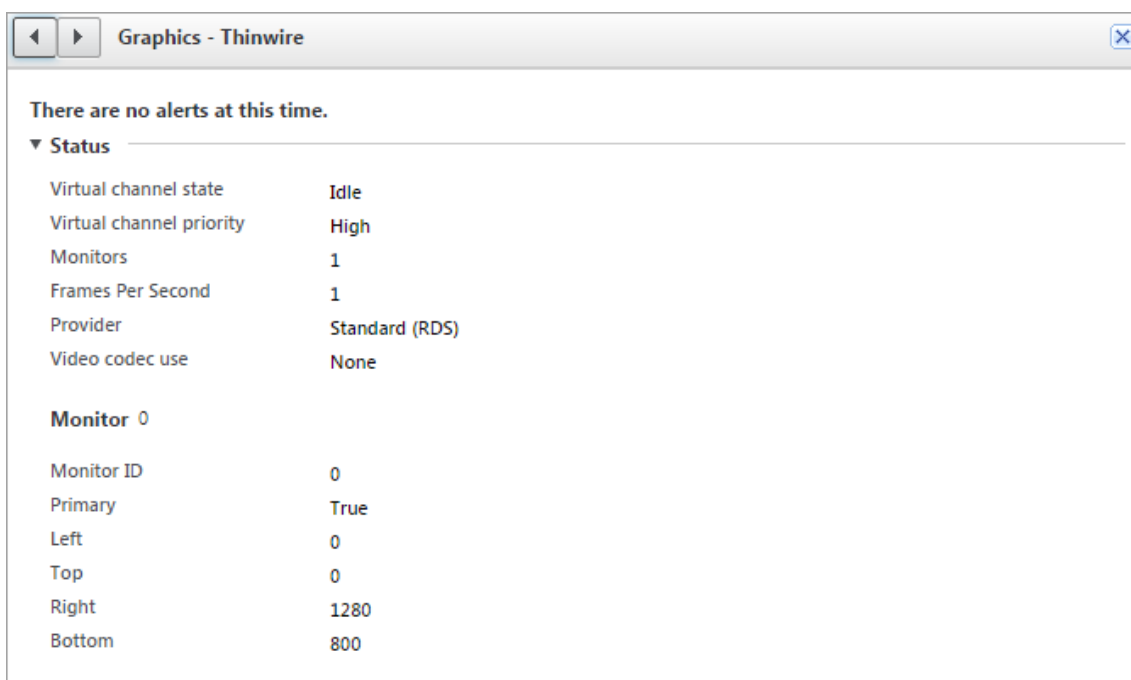 Graphics - Thinwire
There are no alerts at this time.
Status
Virtual channel state Idle
Virtual channel priority High
Monitors 1
Frames Per Second 1
Provider Standard (RDS)
Video codec use None
Monitor 0
Monitor ID 0
Primary True
Left 0
Top 0
Right 1280
Bottom 800